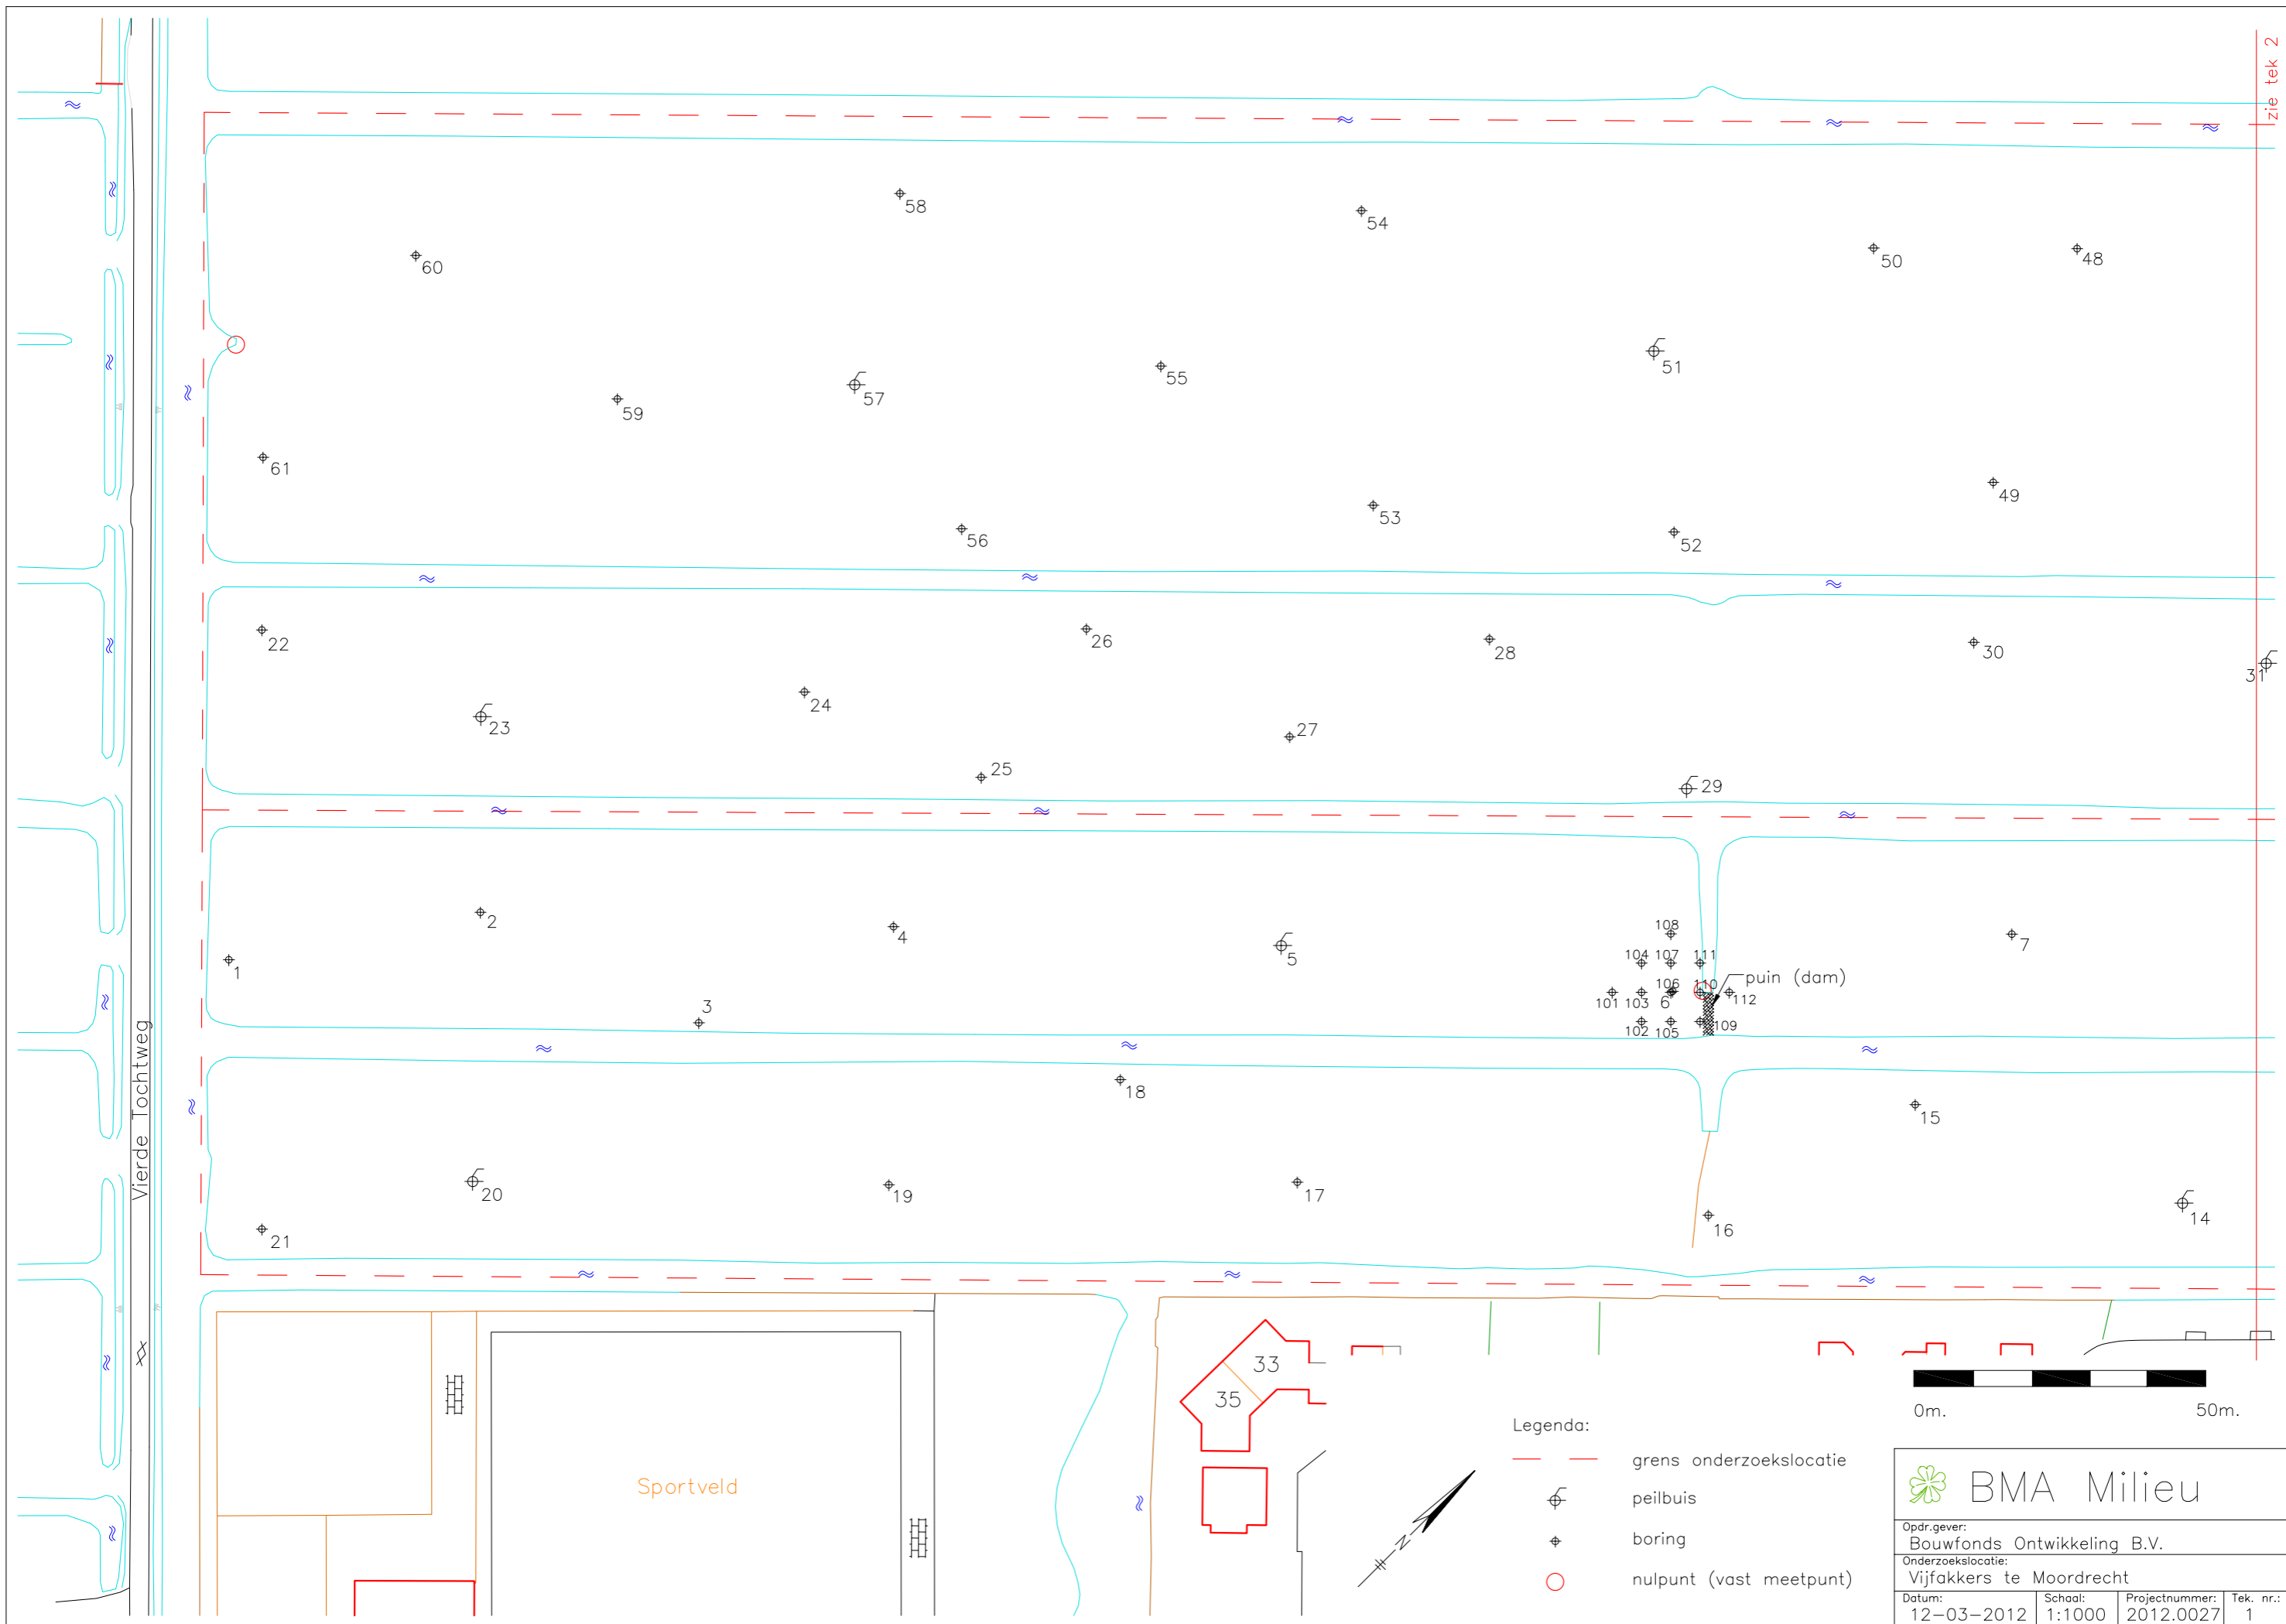 zie tek 2
58
54
60
50
48
51
55
57
59
61
49
53
56
52
22
26
28
30
31
24
23
27
25
29
2
4
108
7
5
104 107 111
1
puin (dam)
106 110
101 103 6 112
3
102 105 109
Vierde Tochtweg
18
15
20
19
17
14
16
21
33
35
0m. 50m.
Legenda:
grens onderzoekslocatie
peilbuis
boring
nulpunt (vast meetpunt)
Sportveld
N
BMA Milieu
Opdr.gever:
Bouwfonds Ontwikkeling B.V.
Onderzoekslocatie:
Vijfakkers te Moordrecht
Datum: Schaal: Projectnummer: Tek. nr.:
12-03-2012 1:1000 2012.0027 1